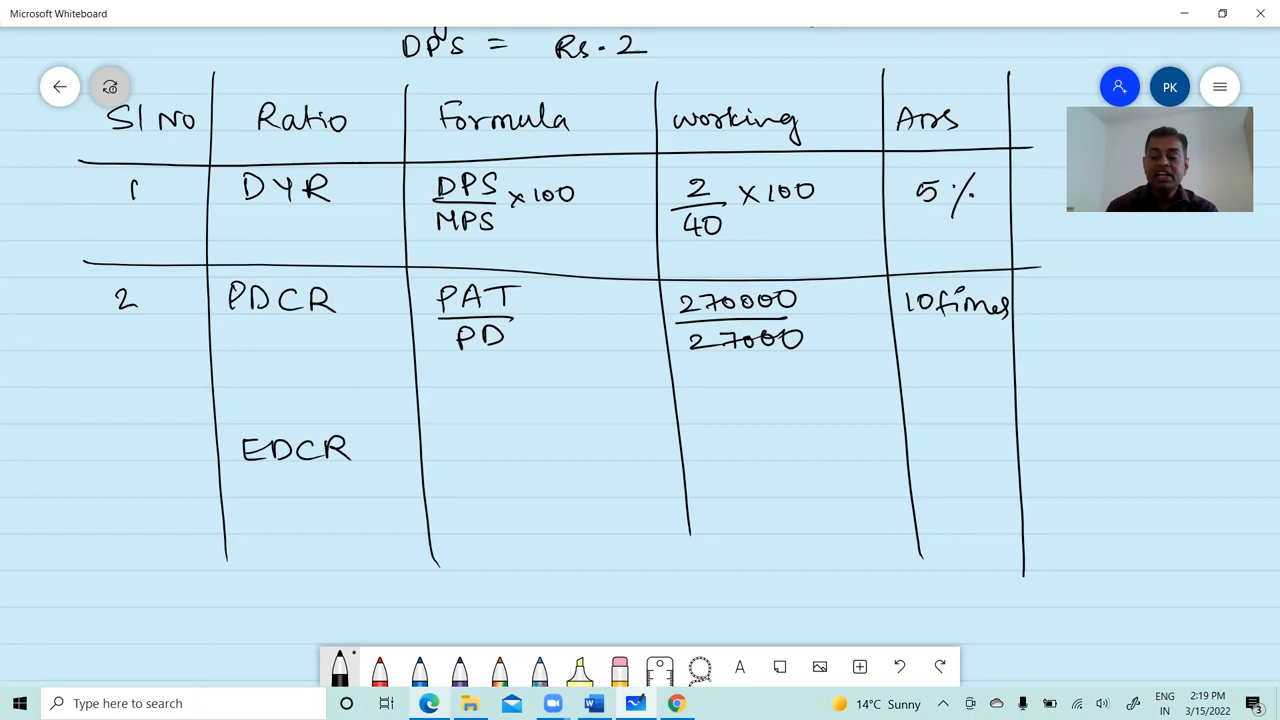 Microsoft Whiteboard
DPS = Rs. 2
PK
Sl No Ratio Formula working Ans
1 DYR DPS/MPS x 100 2/40 x 100 5%
2 PDCR PAT/PD 270000/27000 10 times
EDCR
A
Type here to search
14°C Sunny
ENG
IN
2:19 PM
3/15/2022
3